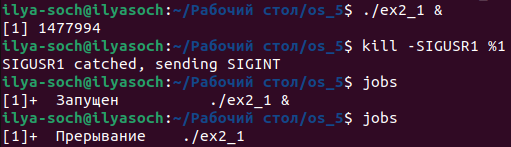 ilya-soch@ilyasoch:~/Рабочий стол/os_5$ ./ex2_1 &
[1] 1477994
ilya-soch@ilyasoch:~/Рабочий стол/os_5$ kill -SIGUSR1 %1
SIGUSR1 catched, sending SIGINT
ilya-soch@ilyasoch:~/Рабочий стол/os_5$ jobs
[1]+  Запущен          ./ex2_1 &
ilya-soch@ilyasoch:~/Рабочий стол/os_5$ jobs
[1]+  Прерывание    ./ex2_1